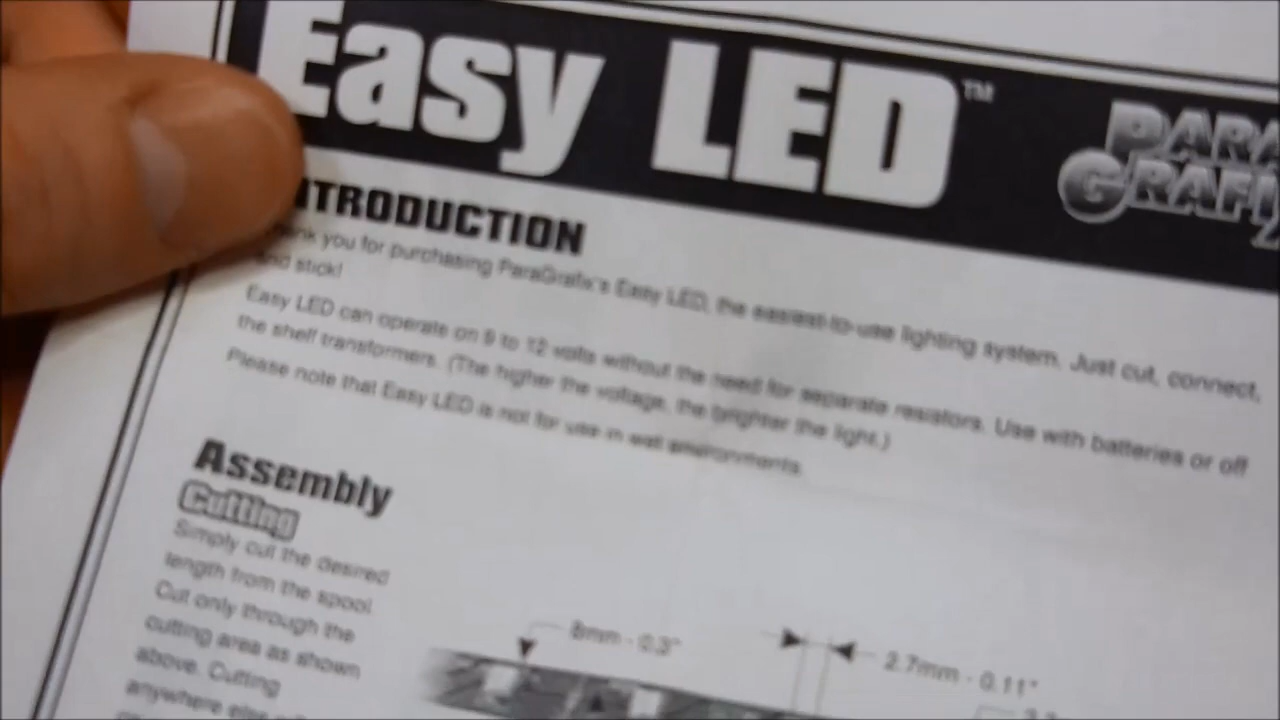 Easy LED™
PARA
GRAFI
INTRODUCTION
you for purchasing ParaGrafix's Easy LED, the easiest-to-use lighting system. Just cut, connect,
and stick!
Easy LED can operate on 9 to 12 volts without the need for separate resistors. Use with batteries or off
the shelf transformers. (The higher the voltage, the brighter the light.)
Please note that Easy LED is not for use in wet environments.
Assembly
Cutting
Simply cut the desired
length from the spool.
Cut only through the
cutting area as shown
above. Cutting
anywhere else
8mm - 0.3"
2.7mm - 0.11"